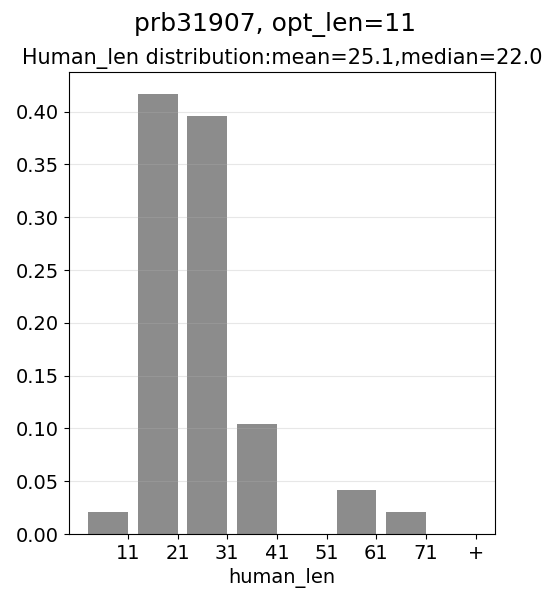 prb31907, opt_len=11
Human_len distribution:mean=25.1,median=22.0
0.40
0.35
0.30
0.25
0.20
0.15
0.10
0.05
0.00
11 21 31 41 51 61 71 +
human_len